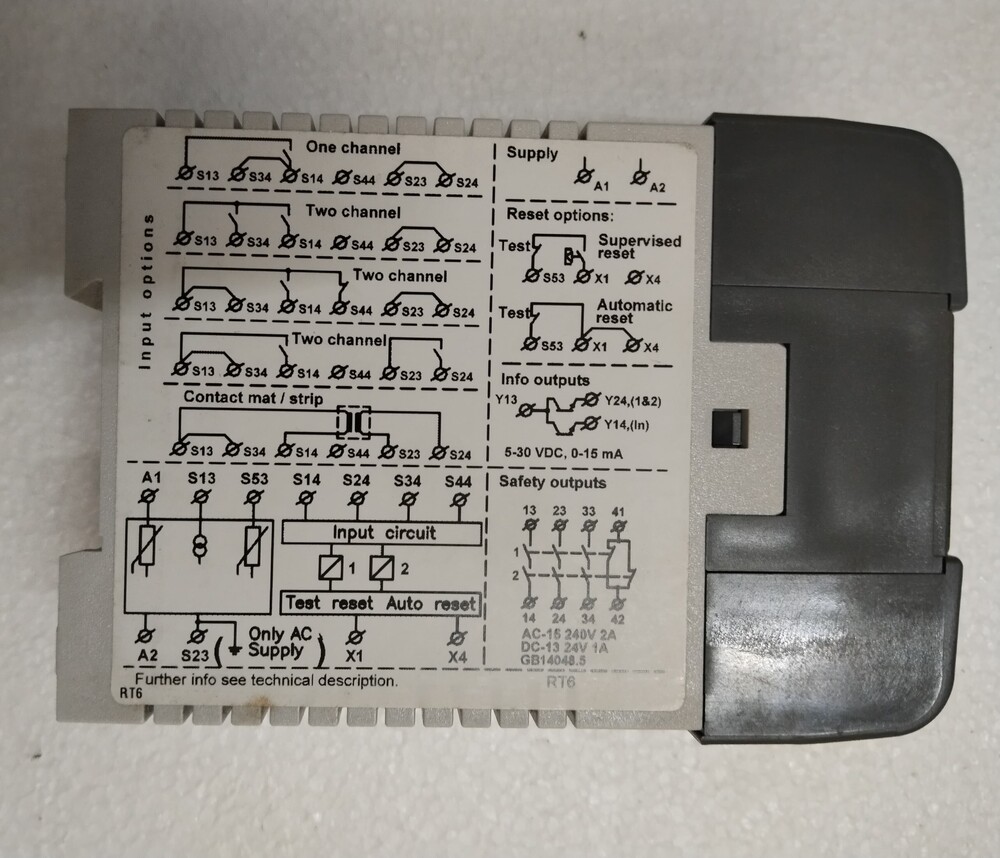 Input options
One channel
S13 S34 S14 S44 S23 S24
Two channel
S13 S34 S14 S44 S23 S24
Two channel
S13 S34 S14 S44 S23 S24
Two channel
S13 S34 S14 S44 S23 S24
Contact mat / strip
S13 S34 S14 S44 S23 S24
Supply
A1 A2
Reset options:
Test Supervised
reset
S53 X1 X4
Test Automatic
reset
S53 X1 X4
Info outputs
Y13 Y24,(1&2)
Y14,(In)
5-30 VDC, 0-15 mA
A1 S13 S53 S14 S24 S34 S44
Input circuit
1 2
Test reset Auto reset
Only AC
Supply
A2 S23 ( ) X1 X4
Safety outputs
13 23 33 41
1
2
14 24 34 42
AC-15 240V 2A
DC-13 24V 1A
GB14048.5
Further info see technical description.
RT6
RT6